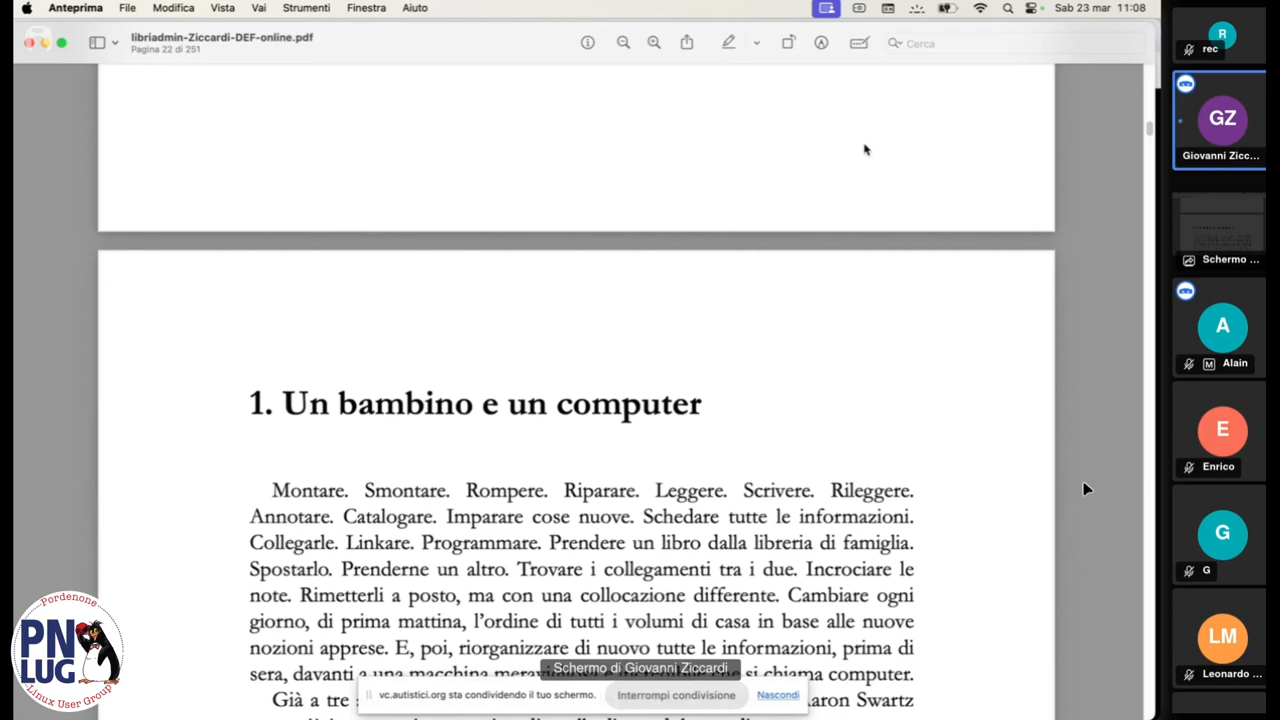 Anteprima File Modifica Vista Vai Strumenti Finestra Aiuto Sab 23 mar 11:08
libriadmin-Ziccardi-DEF-online.pdf
Pagina 22 di 251
Cerca
1. Un bambino e un computer
Montare. Smontare. Rompere. Riparare. Leggere. Scrivere. Rileggere.
Annotare. Catalogare. Imparare cose nuove. Schedare tutte le informazioni.
Collegarle. Linkare. Programmare. Prendere un libro dalla libreria di famiglia.
Spostarlo. Prenderne un altro. Trovare i collegamenti tra i due. Incrociare le
note. Rimetterli a posto, ma con una collocazione differente. Cambiare ogni
giorno, di prima mattina, l'ordine di tutti i volumi di casa in base alle nuove
nozioni apprese. E, poi, riorganizzare di nuovo tutte le informazioni, prima di
sera, davanti a una macchina si chiama computer.
Già a tre Aaron Swartz
Schermo di Giovanni Ziccardi
vc.autistici.org sta condividendo il tuo schermo. Interrompi condivisione Nascondi
R
rec
GZ
Giovanni Zicc...
Schermo ...
A
M Alain
E
Enrico
G
G
LM
Leonardo ...
Pordenone
PN
LUG
Linux User Group